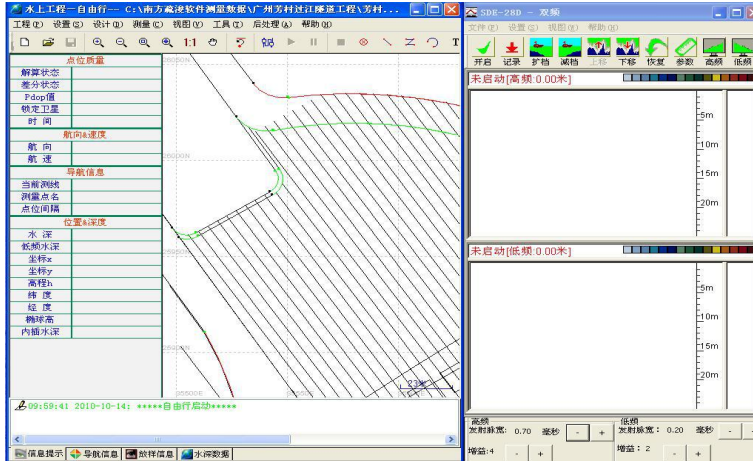 水上工程—自由行—— C:\南方疏浚软件测量数据\广州芳村过江隧道工程\芳村...
工程(P) 设置(S) 设计(D) 测量(C) 视图(V) 工具(T) 后处理(A) 帮助(H)
1:1
点位质量
解算状态
差分状态
Pdop值
锁定卫星
时 间
航向&速度
航 向
航 速
导航信息
当前测线
测量点名
点位间隔
位置&深度
水 深
低频水深
坐标x
坐标y
高程h
纬 度
经 度
椭球高
内插水深
23米
09:59:41 2010-10-14: *****自由行启动*****
信息提示 导航信息 放样信息 水深数据
SDE-28D - 双频
文件(F) 设置(S) 视图(V) 帮助(H)
开启 记录 扩档 减档 上移 下移 恢复 参数 高频 低频
未启动[高频:0.00米]
5m
10m
15m
20m
未启动[低频:0.00米]
5m
10m
15m
20m
高频
发射脉宽: 0.70 毫秒 - +
增益:4 - +
低频
发射脉宽: 0.20 毫秒 -
增益: 2 - +